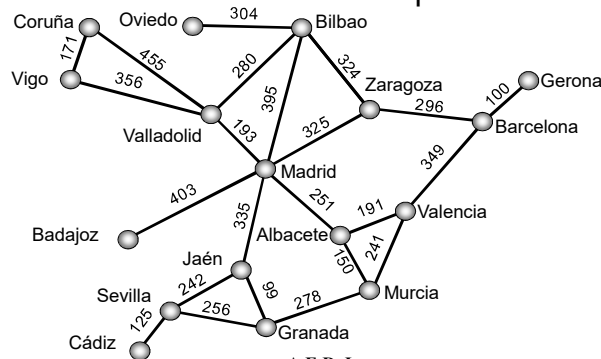 Coruña
Oviedo
304
Bilbao
171
455
280
324
Vigo
356
395
Zaragoza
Gerona
100
296
Valladolid
193
325
Barcelona
349
Madrid
403
251
191
Valencia
335
Badajoz
Albacete
241
150
Jaén
242
99
Sevilla
256
278
Murcia
125
Granada
Cádiz